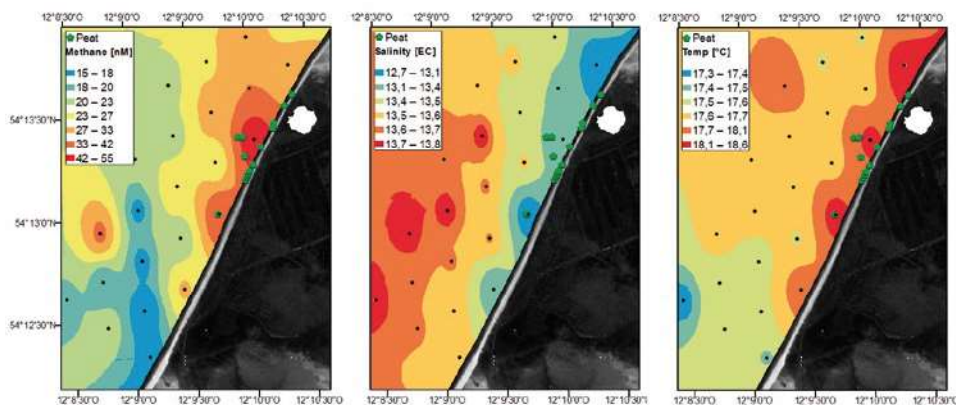 12°8'30"O 12°9'0"O 12°9'30"O 12°10'0"O 12°10'30"O
12°8'30"O 12°9'0"O 12°9'30"O 12°10'0"O 12°10'30"O
12°8'30"O 12°9'0"O 12°9'30"O 12°10'0"O 12°10'30"O
Peat
Methane [nM]
15 – 18
18 – 20
20 – 23
23 – 27
27 – 33
33 – 42
42 – 55
Peat
Salinity [EC]
12,7 – 13,1
13,1 – 13,4
13,4 – 13,5
13,5 – 13,6
13,6 – 13,7
13,7 – 13,8
Peat
Temp [°C]
17,3 – 17,4
17,4 – 17,5
17,5 – 17,6
17,6 – 17,7
17,7 – 18,1
18,1 – 18,6
54°13'30"N
54°13'0"N
54°12'30"N
12°8'30"O 12°9'0"O 12°9'30"O 12°10'0"O 12°10'30"O
12°8'30"O 12°9'0"O 12°9'30"O 12°10'0"O 12°10'30"O
12°8'30"O 12°9'0"O 12°9'30"O 12°10'0"O 12°10'30"O